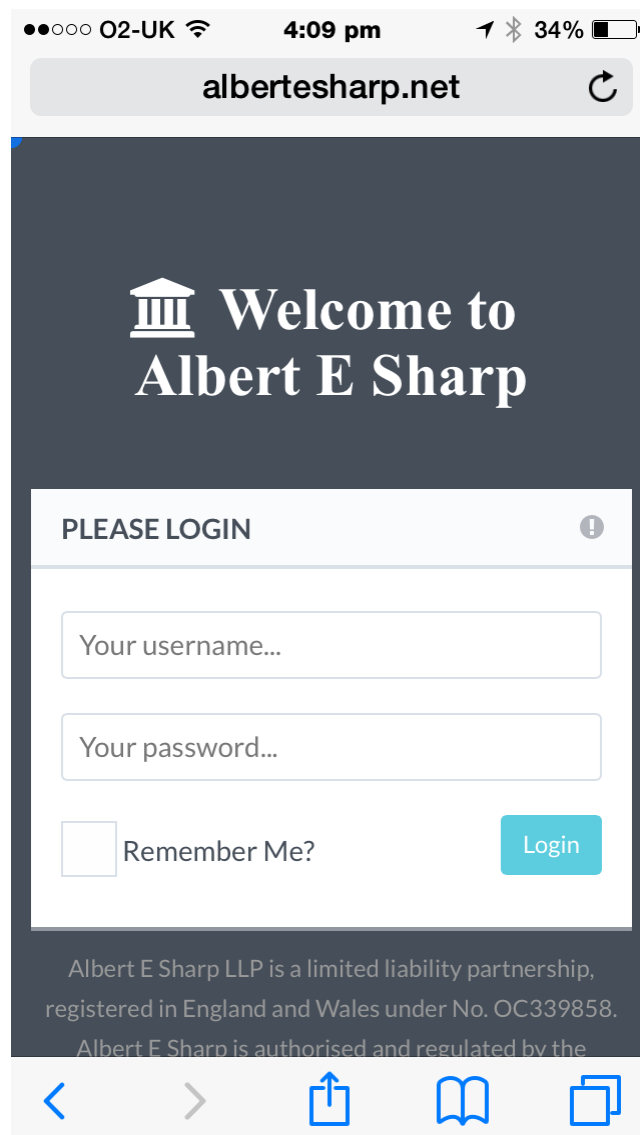 O2-UK 4:09 pm 34%
albertesharp.net
Welcome to
Albert E Sharp
PLEASE LOGIN
Your username...
Your password...
Remember Me? Login
Albert E Sharp LLP is a limited liability partnership,
registered in England and Wales under No. OC339858.
Albert E Sharp is authorised and regulated by the